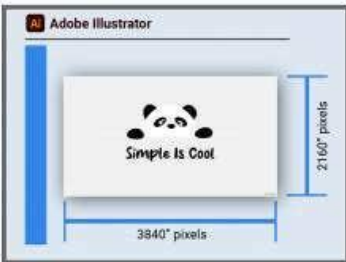 Ai Adobe Illustrator
Simple Is Cool
2160" pixels
3840" pixels